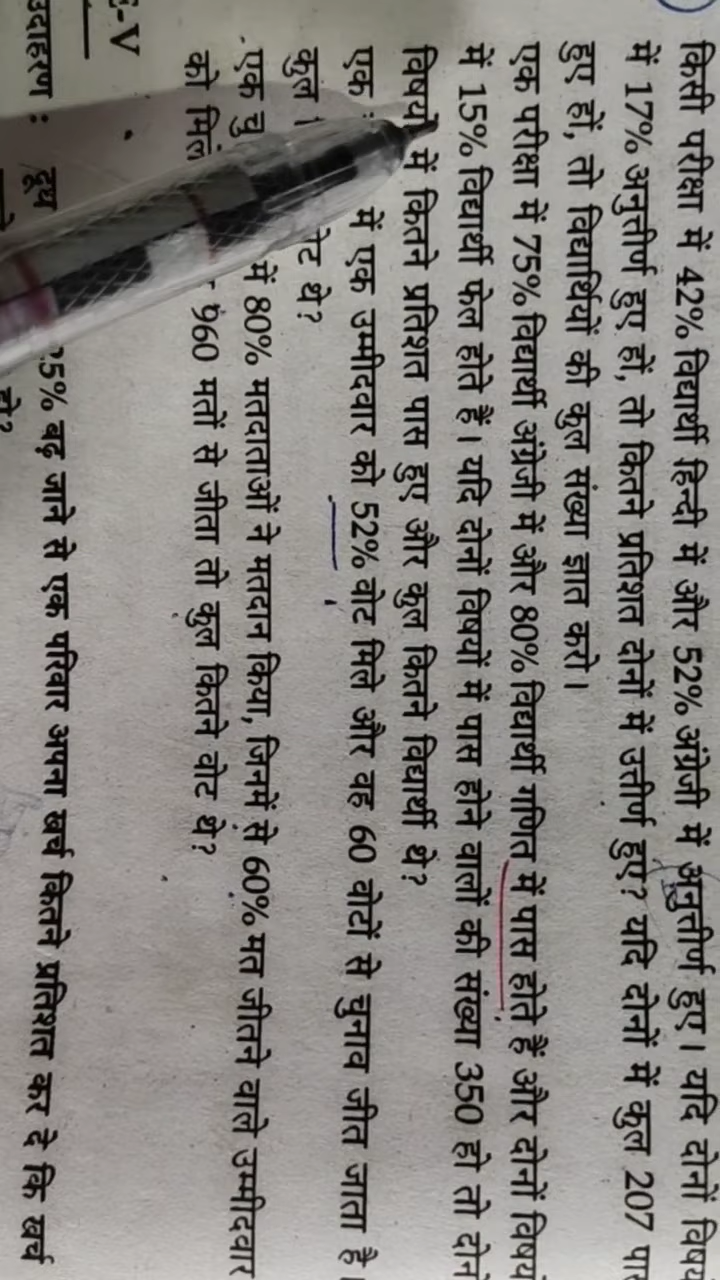 किसी परीक्षा में 42% विद्यार्थी हिन्दी में और 52% अंग्रेजी में अनुत्तीर्ण हुए। यदि दोनों विषय
में 17% अनुत्तीर्ण हुए हों, तो कितने प्रतिशत दोनों में उत्तीर्ण हुए? यदि दोनों में कुल 207 पा
हुए हों, तो विद्यार्थियों की कुल संख्या ज्ञात करो।
एक परीक्षा में 75% विद्यार्थी अंग्रेजी में और 80% विद्यार्थी गणित में पास होते हैं और दोनों विषय
में 15% विद्यार्थी फेल होते हैं। यदि दोनों विषयों में पास होने वालों की संख्या 350 हो तो दोन
विषयों में कितने प्रतिशत पास हुए और कुल कितने विद्यार्थी थे?
एक में एक उम्मीदवार को 52% वोट मिले और वह 60 वोटों से चुनाव जीत जाता है।
कुल थे?
एक चु में 80% मतदाताओं ने मतदान किया, जिनमें से 60% मत जीतने वाले उम्मीदवार
को मिल 960 मतों से जीता तो कुल कितने वोट थे?
-V
उदाहरण : दूध 5% बढ़ जाने से एक परिवार अपना खर्च कितने प्रतिशत कर दे कि खर्च